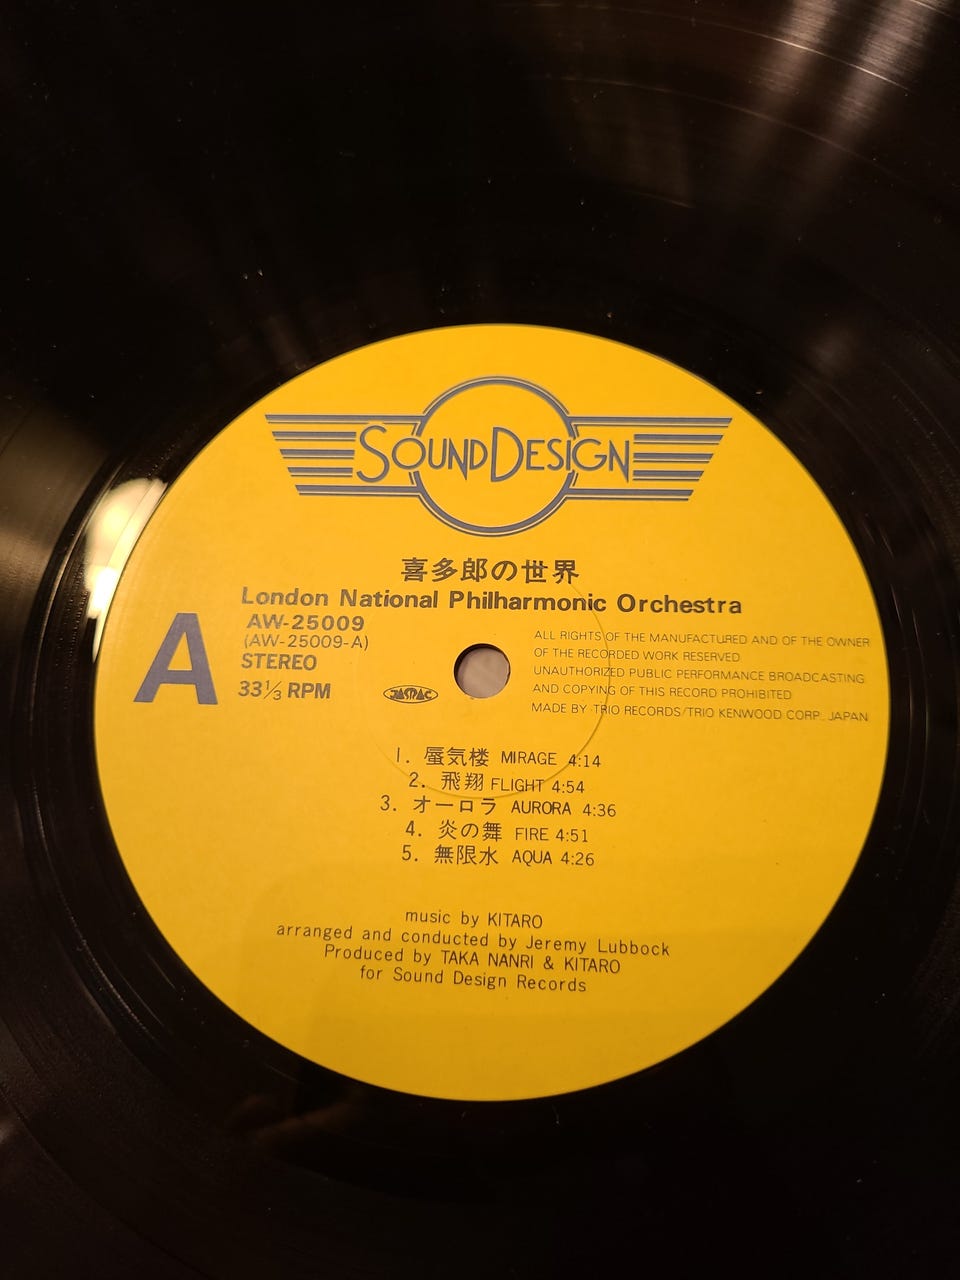 SOUNDDESIGN
喜多郎の世界
London National Philharmonic Orchestra
A
AW-25009
(AW-25009-A)
STEREO
33⅓ RPM
JASRAC
ALL RIGHTS OF THE MANUFACTURED AND OF THE OWNER
OF THE RECORDED WORK RESERVED
UNAUTHORIZED PUBLIC PERFORMANCE BROADCASTING
AND COPYING OF THIS RECORD PROHIBITED
MADE BY TRIO RECORDS/TRIO KENWOOD CORP., JAPAN
1. 蜃気楼 MIRAGE 4:14
2. 飛翔 FLIGHT 4:54
3. オーロラ AURORA 4:36
4. 炎の舞 FIRE 4:51
5. 無限水 AQUA 4:26
music by KITARO
arranged and conducted by Jeremy Lubbock
Produced by TAKA NANRI & KITARO
for Sound Design Records